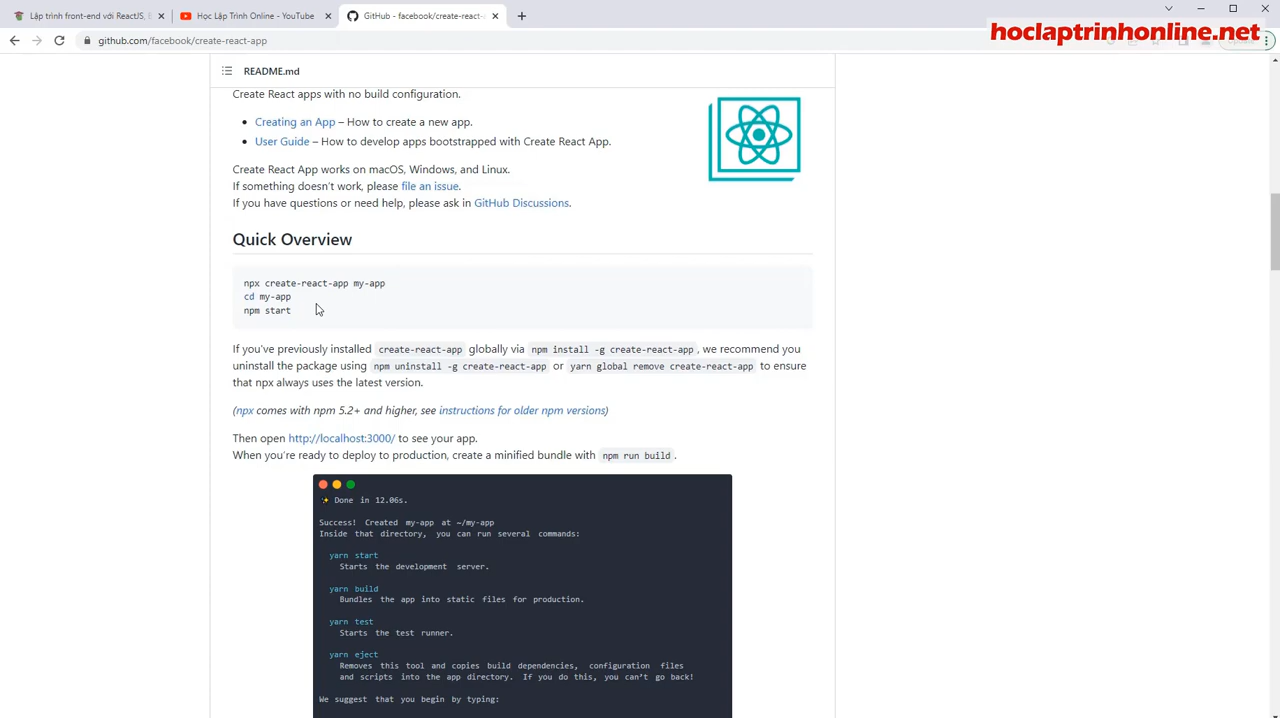 Lập trình front-end với ReactJS, B
Học Lập Trình Online - YouTube
GitHub - facebook/create-react-
github.com/facebook/create-react-app
hoclaptrinhonline.net
README.md
Create React apps with no build configuration.
Creating an App – How to create a new app.
User Guide – How to develop apps bootstrapped with Create React App.
Create React App works on macOS, Windows, and Linux.
If something doesn't work, please file an issue.
If you have questions or need help, please ask in GitHub Discussions.
Quick Overview
npx create-react-app my-app
cd my-app
npm start
If you've previously installed create-react-app globally via npm install -g create-react-app, we recommend you
uninstall the package using npm uninstall -g create-react-app or yarn global remove create-react-app to ensure
that npx always uses the latest version.
(npx comes with npm 5.2+ and higher, see instructions for older npm versions)
Then open http://localhost:3000/ to see your app.
When you're ready to deploy to production, create a minified bundle with npm run build.
✨ Done in 12.06s.
Success! Created my-app at ~/my-app
Inside that directory, you can run several commands:
yarn start
Starts the development server.
yarn build
Bundles the app into static files for production.
yarn test
Starts the test runner.
yarn eject
Removes this tool and copies build dependencies, configuration files
and scripts into the app directory. If you do this, you can't go back!
We suggest that you begin by typing: